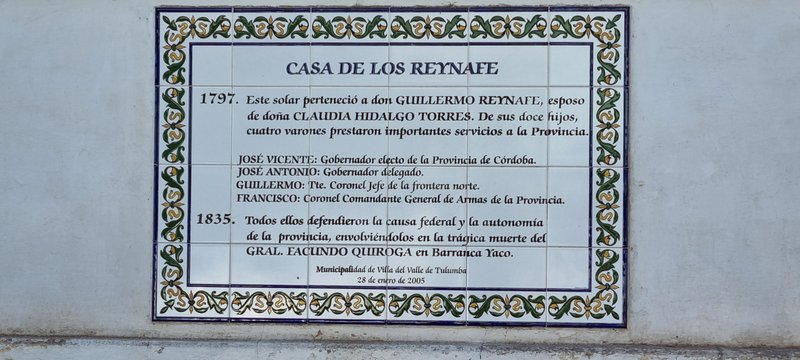 CASA DE LOS REYNAFE
1797. Este solar perteneció a don GUILLERMO REYNAFE, esposo
de doña CLAUDIA HIDALGO TORRES. De sus doce hijos,
cuatro varones prestaron importantes servicios a la Provincia.
JOSÉ VICENTE: Gobernador electo de la Provincia de Córdoba.
JOSÉ ANTONIO: Gobernador delegado.
GUILLERMO: Tte. Coronel Jefe de la frontera norte.
FRANCISCO: Coronel Comandante General de Armas de la Provincia.
1835. Todos ellos defendieron la causa federal y la autonomía
de la provincia, envolviéndolos en la trágica muerte del
GRAL. FACUNDO QUIROGA en Barranca Yaco.
Municipalidad de Villa del Valle de Tulumba
28 de enero de 2005